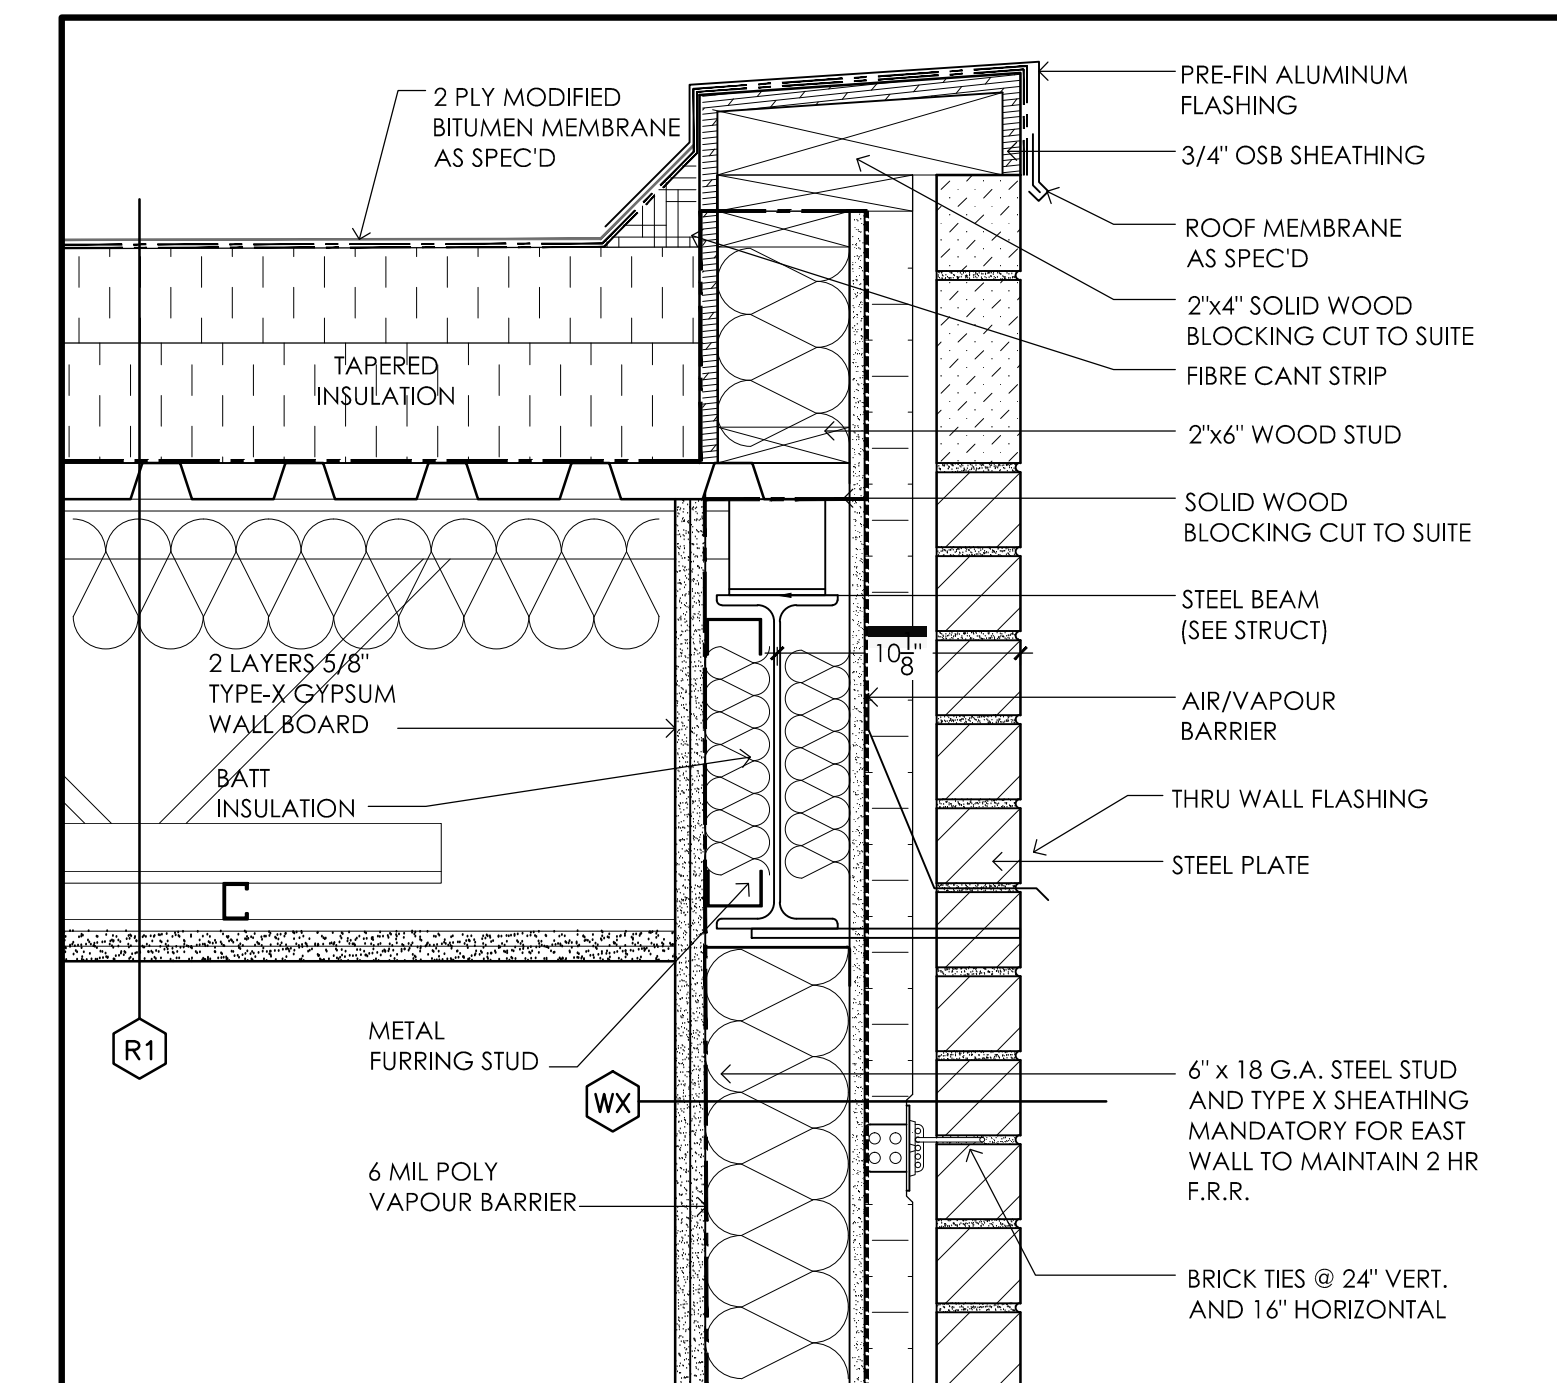 2 PLY MODIFIED
BITUMEN MEMBRANE
AS SPEC'D
PRE-FIN ALUMINUM
FLASHING
3/4" OSB SHEATHING
ROOF MEMBRANE
AS SPEC'D
2"x4" SOLID WOOD
BLOCKING CUT TO SUITE
FIBRE CANT STRIP
TAPERED
INSULATION
2"x6" WOOD STUD
SOLID WOOD
BLOCKING CUT TO SUITE
STEEL BEAM
(SEE STRUCT)
10 1/8"
2 LAYERS 5/8"
TYPE-X GYPSUM
WALL BOARD
AIR/VAPOUR
BARRIER
BATT
INSULATION
THRU WALL FLASHING
STEEL PLATE
METAL
FURRING STUD
R1
WX
6" x 18 G.A. STEEL STUD
AND TYPE X SHEATHING
MANDATORY FOR EAST
WALL TO MAINTAIN 2 HR
F.R.R.
6 MIL POLY
VAPOUR BARRIER
BRICK TIES @ 24" VERT.
AND 16" HORIZONTAL